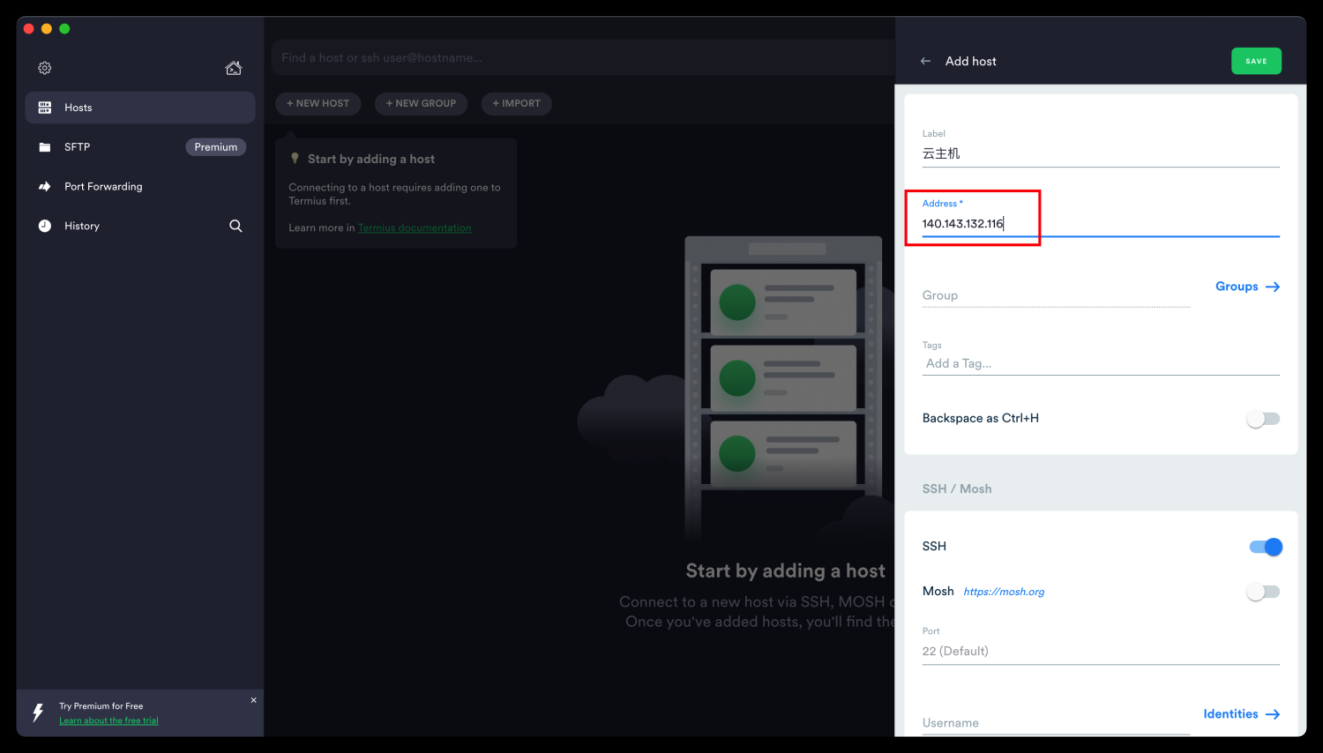 Hosts
SFTP
Premium
Port Forwarding
History
Try Premium for Free
Learn about the free trial
Find a host or ssh user@hostname...
+ NEW HOST
+ NEW GROUP
+ IMPORT
Start by adding a host
Connecting to a host requires adding one to
Termius first.
Learn more in Termius documentation
Start by adding a host
Connect to a new host via SSH, MOSH
Once you've added hosts, you'll find the
Add host
SAVE
Label
云主机
Address *
140.143.132.116
Group
Groups →
Tags
Add a Tag...
Backspace as Ctrl+H
SSH / Mosh
SSH
Mosh https://mosh.org
Port
22 (Default)
Username
Identities →